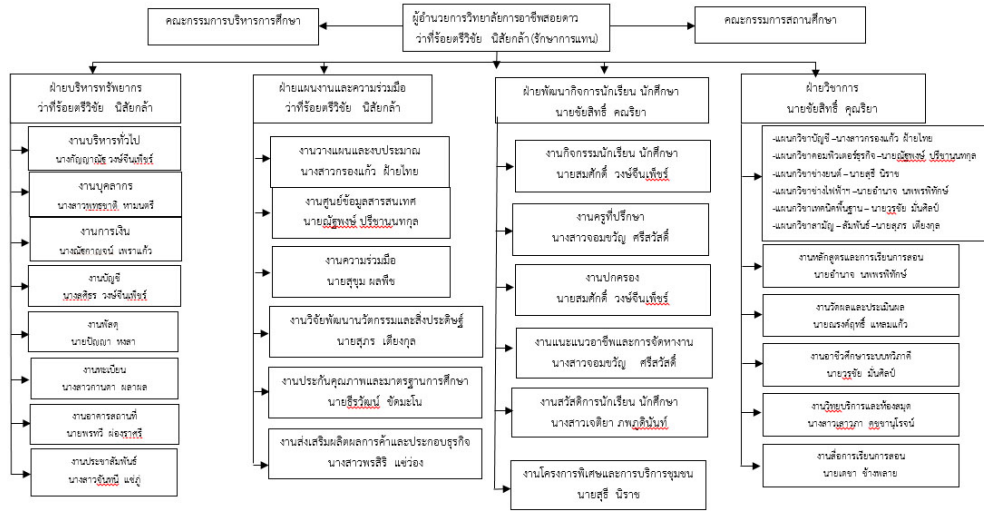 คณะกรรมการบริหารการศึกษา
ผู้อำนวยการวิทยาลัยการอาชีพสอยดาว
ว่าที่ร้อยตรีวิชัย นิสัยกล้า (รักษาการแทน)
คณะกรรมการสถานศึกษา
ฝ่ายบริหารทรัพยากร
ว่าที่ร้อยตรีวิชัย นิสัยกล้า
งานบริหารทั่วไป
นางกัญญาณัฐ วงษ์จีนเพ็ชร์
งานบุคลากร
นางสาวพุทธชาติ ทามนตรี
งานการเงิน
นางณัชกาญจน์ เพราแก้ว
งานบัญชี
นางลศิธร วงษ์จีนเพ็ชร์
งานพัสดุ
นายปัญญา หงลา
งานทะเบียน
นางสาวกานดา ผลาผล
งานอาคารสถานที่
นายพรทวี ผ่องราศรี
งานประชาสัมพันธ์
นางสาวจันทนี แซ่ภู่
ฝ่ายแผนงานและความร่วมมือ
ว่าที่ร้อยตรีวิชัย นิสัยกล้า
งานวางแผนและงบประมาณ
นางสาวกรองแก้ว ฝ้ายไทย
งานศูนย์ข้อมูลสารสนเทศ
นายณัฐพงษ์ ปรีชานนทกุล
งานความร่วมมือ
นายสุขุม ผลพืช
งานวิจัยพัฒนานวัตกรรมและสิ่งประดิษฐ์
นายสุภร เตียงกุล
งานประกันคุณภาพและมาตรฐานการศึกษา
นายธีรวัฒน์ ขัดมะโน
งานส่งเสริมผลิตผลการค้าและประกอบธุรกิจ
นางสาวพรสิริ แซ่ว่อง
ฝ่ายพัฒนากิจการนักเรียน นักศึกษา
นายชัยสิทธิ์ คณริยา
งานกิจกรรมนักเรียน นักศึกษา
นายสมศักดิ์ วงษ์จีนเพ็ชร์
งานครูที่ปรึกษา
นางสาวจอมขวัญ ศรีสวัสดิ์
งานปกครอง
นายสมศักดิ์ วงษ์จีนเพ็ชร์
งานแนะแนวอาชีพและการจัดหางาน
นางสาวจอมขวัญ ศรีสวัสดิ์
งานสวัสดิการนักเรียน นักศึกษา
นางสาวเจติยา ภพภูดินันท์
งานโครงการพิเศษและการบริการชุมชน
นายสุธี นิราช
ฝ่ายวิชาการ
นายชัยสิทธิ์ คุณริยา
-แผนกวิชาบัญชี –นางสาวกรองแก้ว ฝ้ายไทย
-แผนกวิชาคอมพิวเตอร์ธุรกิจ –นายณัฐพงษ์ ปรีชานนทกุล
-แผนกวิชาช่างยนต์ –นายสุธี นิราช
-แผนกวิชาช่างไฟฟ้าฯ –นายอำนาจ นพพรพิทักษ์
-แผนกวิชาเทคนิคพื้นฐาน – นายวรชัย มั่นศิลป์
-แผนกวิชาสามัญ – สัมพันธ์ –นายสุภร เตียงกุล
งานหลักสูตรและการเรียนการสอน
นายอำนาจ นพพรพิทักษ์
งานวัดผลและประเมินผล
นายณรงค์ฤทธิ์ แหลมแก้ว
งานอาชีวศึกษาระบบทวิภาคี
นายวรชัย มั่นศิลป์
งานวิทยบริการและห้องสมุด
นางสาวเสาวภา คุชชานุโรจน์
งานสื่อการเรียนการสอน
นายเดชา ช้างพลาย